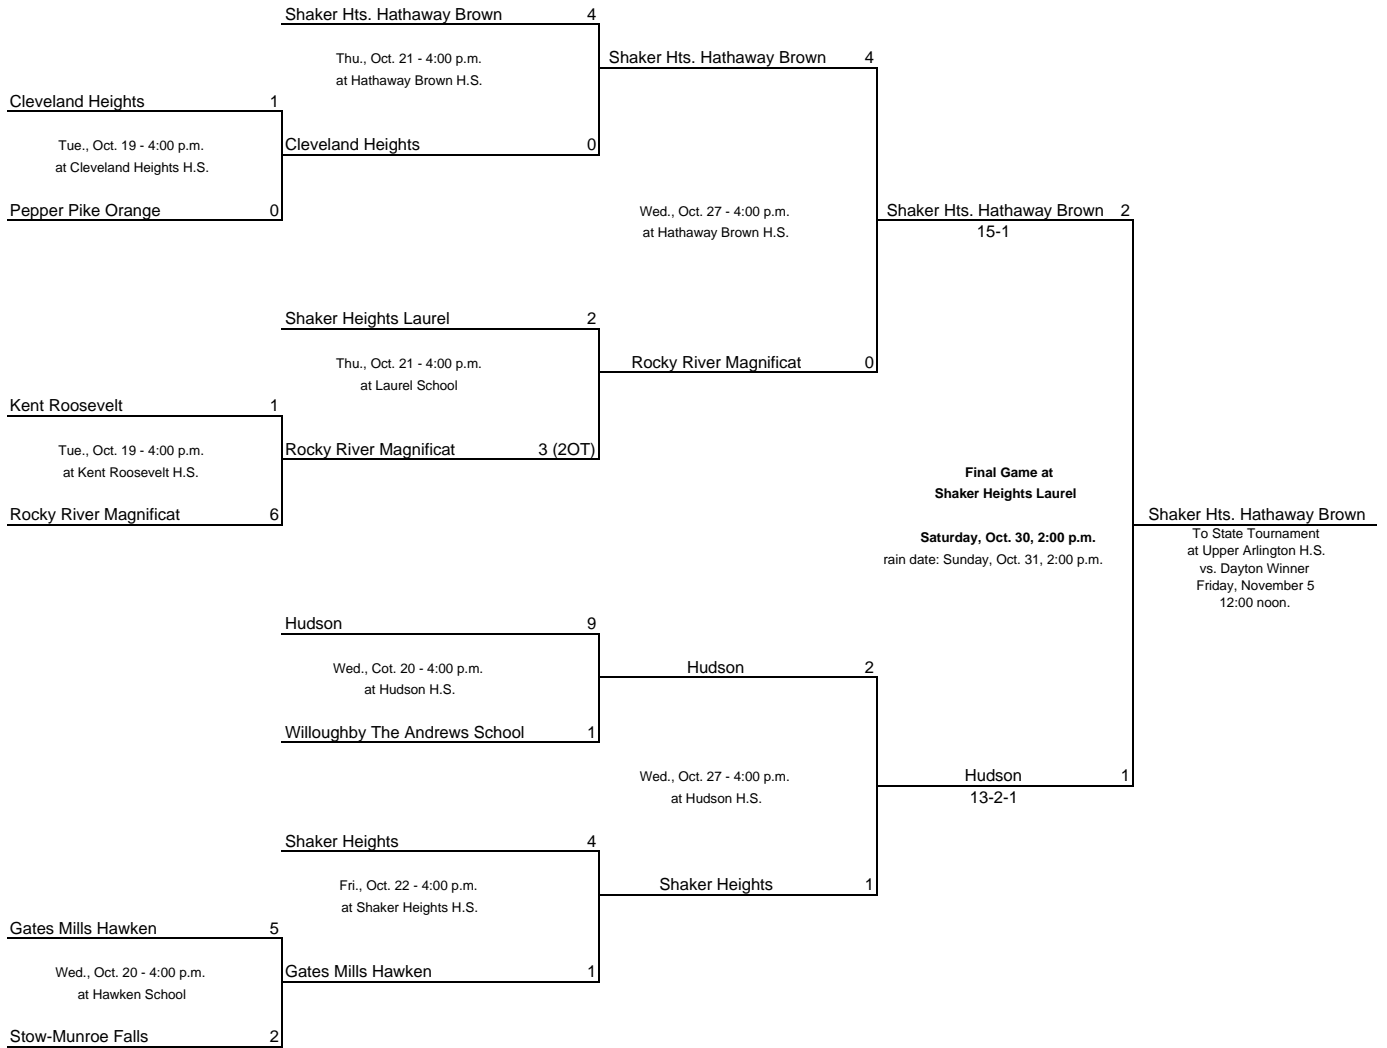 Shaker Hts. Hathaway Brown 4
Thu., Oct. 21 - 4:00 p.m.
at Hathaway Brown H.S.
Shaker Hts. Hathaway Brown 4
Cleveland Heights 1
Tue., Oct. 19 - 4:00 p.m.
at Cleveland Heights H.S.
Cleveland Heights 0
Pepper Pike Orange 0
Wed., Oct. 27 - 4:00 p.m.
at Hathaway Brown H.S.
Shaker Hts. Hathaway Brown 2
15-1
Shaker Heights Laurel 2
Thu., Oct. 21 - 4:00 p.m.
at Laurel School
Rocky River Magnificat 0
Kent Roosevelt 1
Tue., Oct. 19 - 4:00 p.m.
at Kent Roosevelt H.S.
Rocky River Magnificat 3 (2OT)
Rocky River Magnificat 6
Final Game at
Shaker Heights Laurel
Saturday, Oct. 30, 2:00 p.m.
rain date: Sunday, Oct. 31, 2:00 p.m.
Shaker Hts. Hathaway Brown
To State Tournament
at Upper Arlington H.S.
vs. Dayton Winner
Friday, November 5
12:00 noon.
Hudson 9
Wed., Cot. 20 - 4:00 p.m.
at Hudson H.S.
Hudson 2
Willoughby The Andrews School 1
Wed., Oct. 27 - 4:00 p.m.
at Hudson H.S.
Hudson 1
13-2-1
Shaker Heights 4
Fri., Oct. 22 - 4:00 p.m.
at Shaker Heights H.S.
Shaker Heights 1
Gates Mills Hawken 5
Wed., Oct. 20 - 4:00 p.m.
at Hawken School
Gates Mills Hawken 1
Stow-Munroe Falls 2